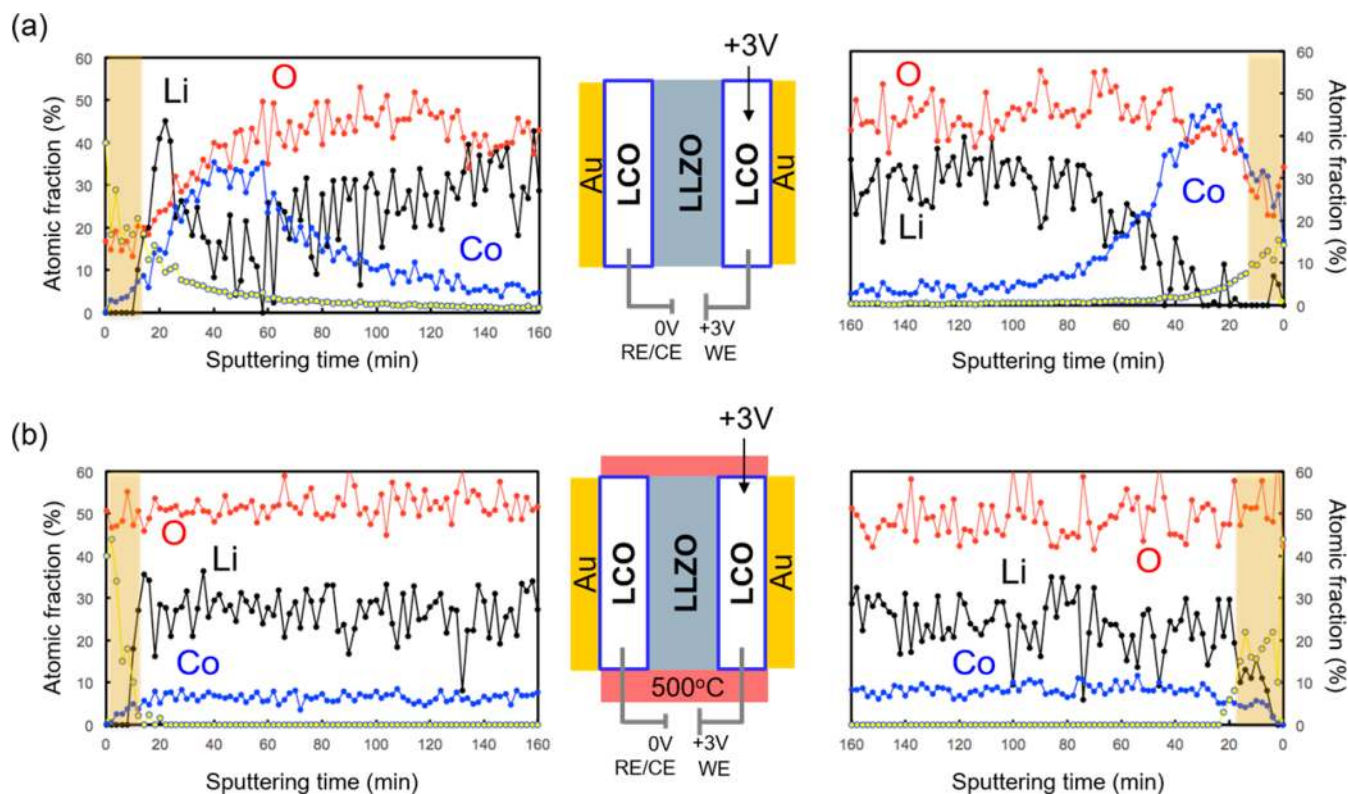 (a)
Atomic fraction (%)
60
50
40
30
20
10
0
Li
O
Co
0 20 40 60 80 100 120 140 160
Sputtering time (min)
+3V
Au
LCO
LLZO
LCO
Au
0V
RE/CE
+3V
WE
O
Li
Co
160 140 120 100 80 60 40 20 0
Sputtering time (min)
60
50
40
30
20
10
0
Atomic fraction (%)
(b)
Atomic fraction (%)
60
50
40
30
20
10
0
O
Li
Co
0 20 40 60 80 100 120 140 160
Sputtering time (min)
+3V
Au
LCO
LLZO
LCO
Au
500°C
0V
RE/CE
+3V
WE
O
Li
Co
160 140 120 100 80 60 40 20 0
Sputtering time (min)
60
50
40
30
20
10
0
Atomic fraction (%)